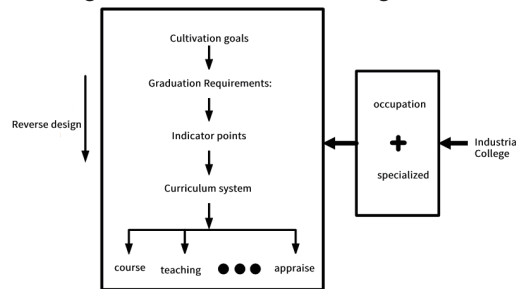 Cultivation goals
Graduation Requirements:
Indicator points
Curriculum system
course
teaching
appraise
Reverse design
occupation
+
specialized
Industria
College